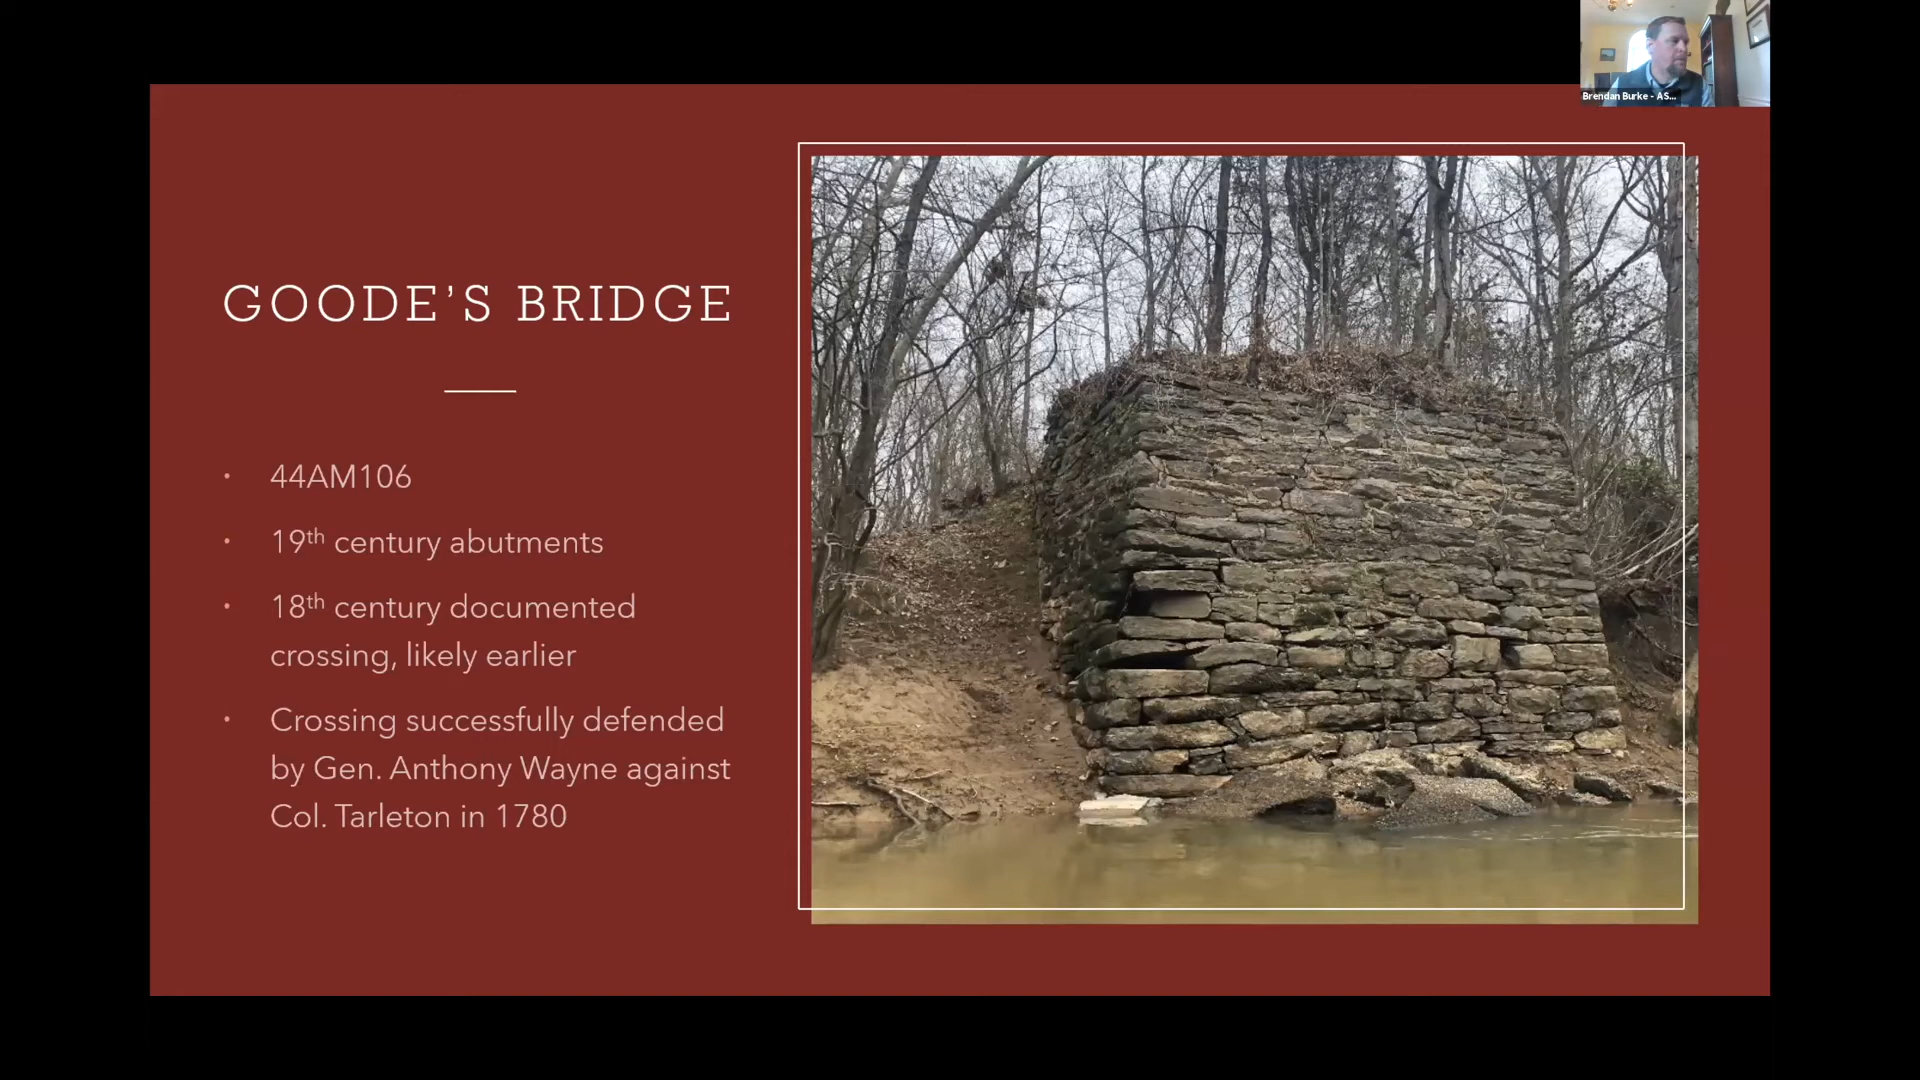 Brendan Burke - AS...
GOODE’S BRIDGE
• 44AM106
• 19th century abutments
• 18th century documented
crossing, likely earlier
• Crossing successfully defended
by Gen. Anthony Wayne against
Col. Tarleton in 1780